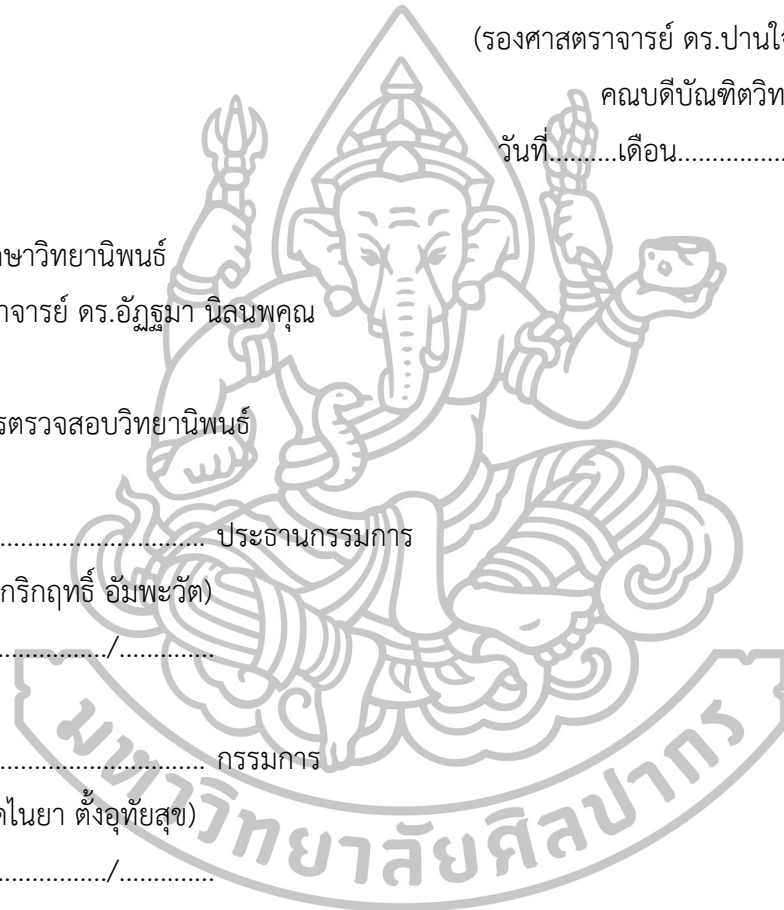 (รองศาสตราจารย์ ดร.ปานใจ
คณบดีบัณฑิตวิท
วันที่.........เดือน................
ษาวิทยานิพนธ์
าจารย์ ดร.อัฏฐมา นิลนพคุณ
รตรวจสอบวิทยานิพนธ์
............................ ประธานกรรมการ
กริกฤทธิ์ อัมพะวัต)
.............../..............
............................ กรรมการ
ดไนยา ตั้งอุทัยสุข)
.............../..............
มหาวิทยาลัยศิลปากร